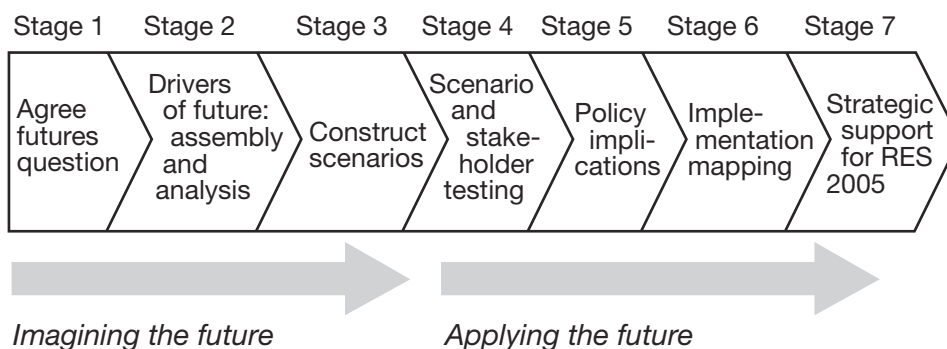 Stage 1 Stage 2 Stage 3 Stage 4 Stage 5 Stage 6 Stage 7
Agree
futures
question
Drivers
of future:
assembly
and
analysis
Construct
scenarios
Scenario
and
stake-
holder
testing
Policy
impli-
cations
Imple-
mentation
mapping
Strategic
support
for RES
2005
Imagining the future
Applying the future